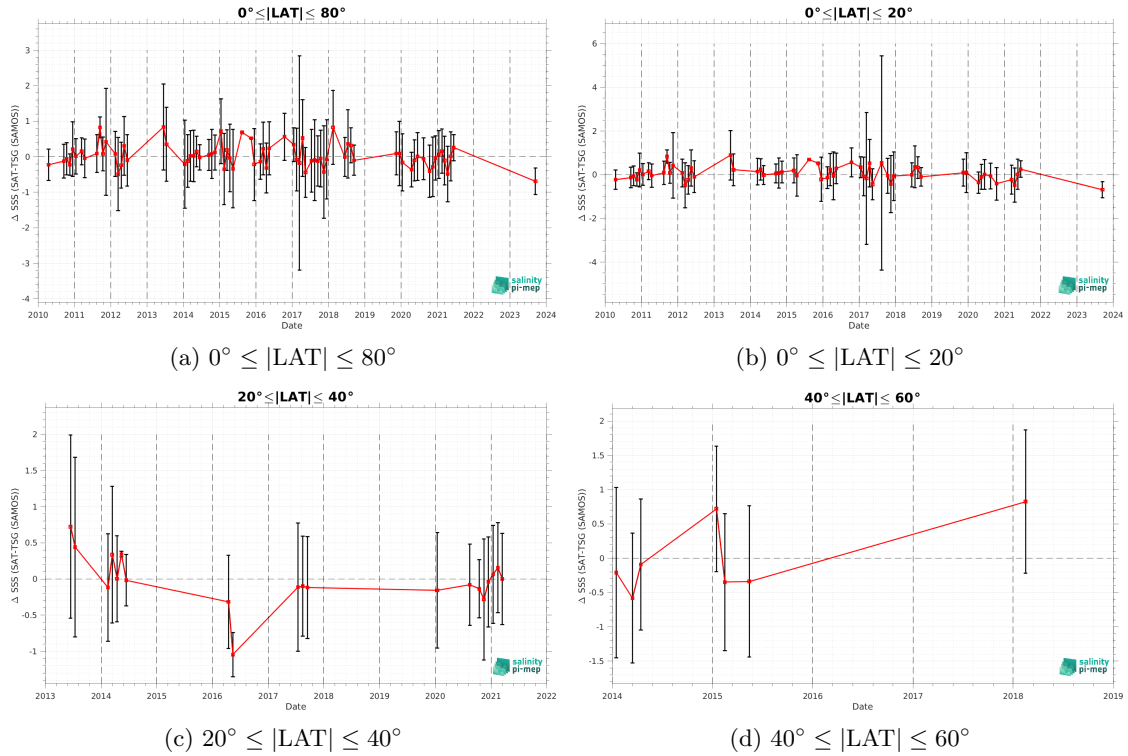 0°≤|LAT|≤ 80°
Δ SSS (SAT-TSG (SAMOS))
3
2
1
0
-1
-2
-3
-4
2010 2011 2012 2013 2014 2015 2016 2017 2018 2019 2020 2021 2022 2023 2024
Date
salinity
pi-mep
(a) 0° ≤ |LAT| ≤ 80°
0°≤|LAT|≤ 20°
Δ SSS (SAT-TSG (SAMOS))
6
4
2
0
-2
-4
2010 2011 2012 2013 2014 2015 2016 2017 2018 2019 2020 2021 2022 2023 2024
Date
salinity
pi-mep
(b) 0° ≤ |LAT| ≤ 20°
20°≤|LAT|≤ 40°
Δ SSS (SAT-TSG (SAMOS))
2
1.5
1
0.5
0
-0.5
-1
2013 2014 2015 2016 2017 2018 2019 2020 2021 2022
Date
salinity
pi-mep
(c) 20° ≤ |LAT| ≤ 40°
40°≤|LAT|≤ 60°
Δ SSS (SAT-TSG (SAMOS))
2
1.5
1
0.5
0
-0.5
-1
-1.5
2014 2015 2016 2017 2018 2019
Date
salinity
pi-mep
(d) 40° ≤ |LAT| ≤ 60°